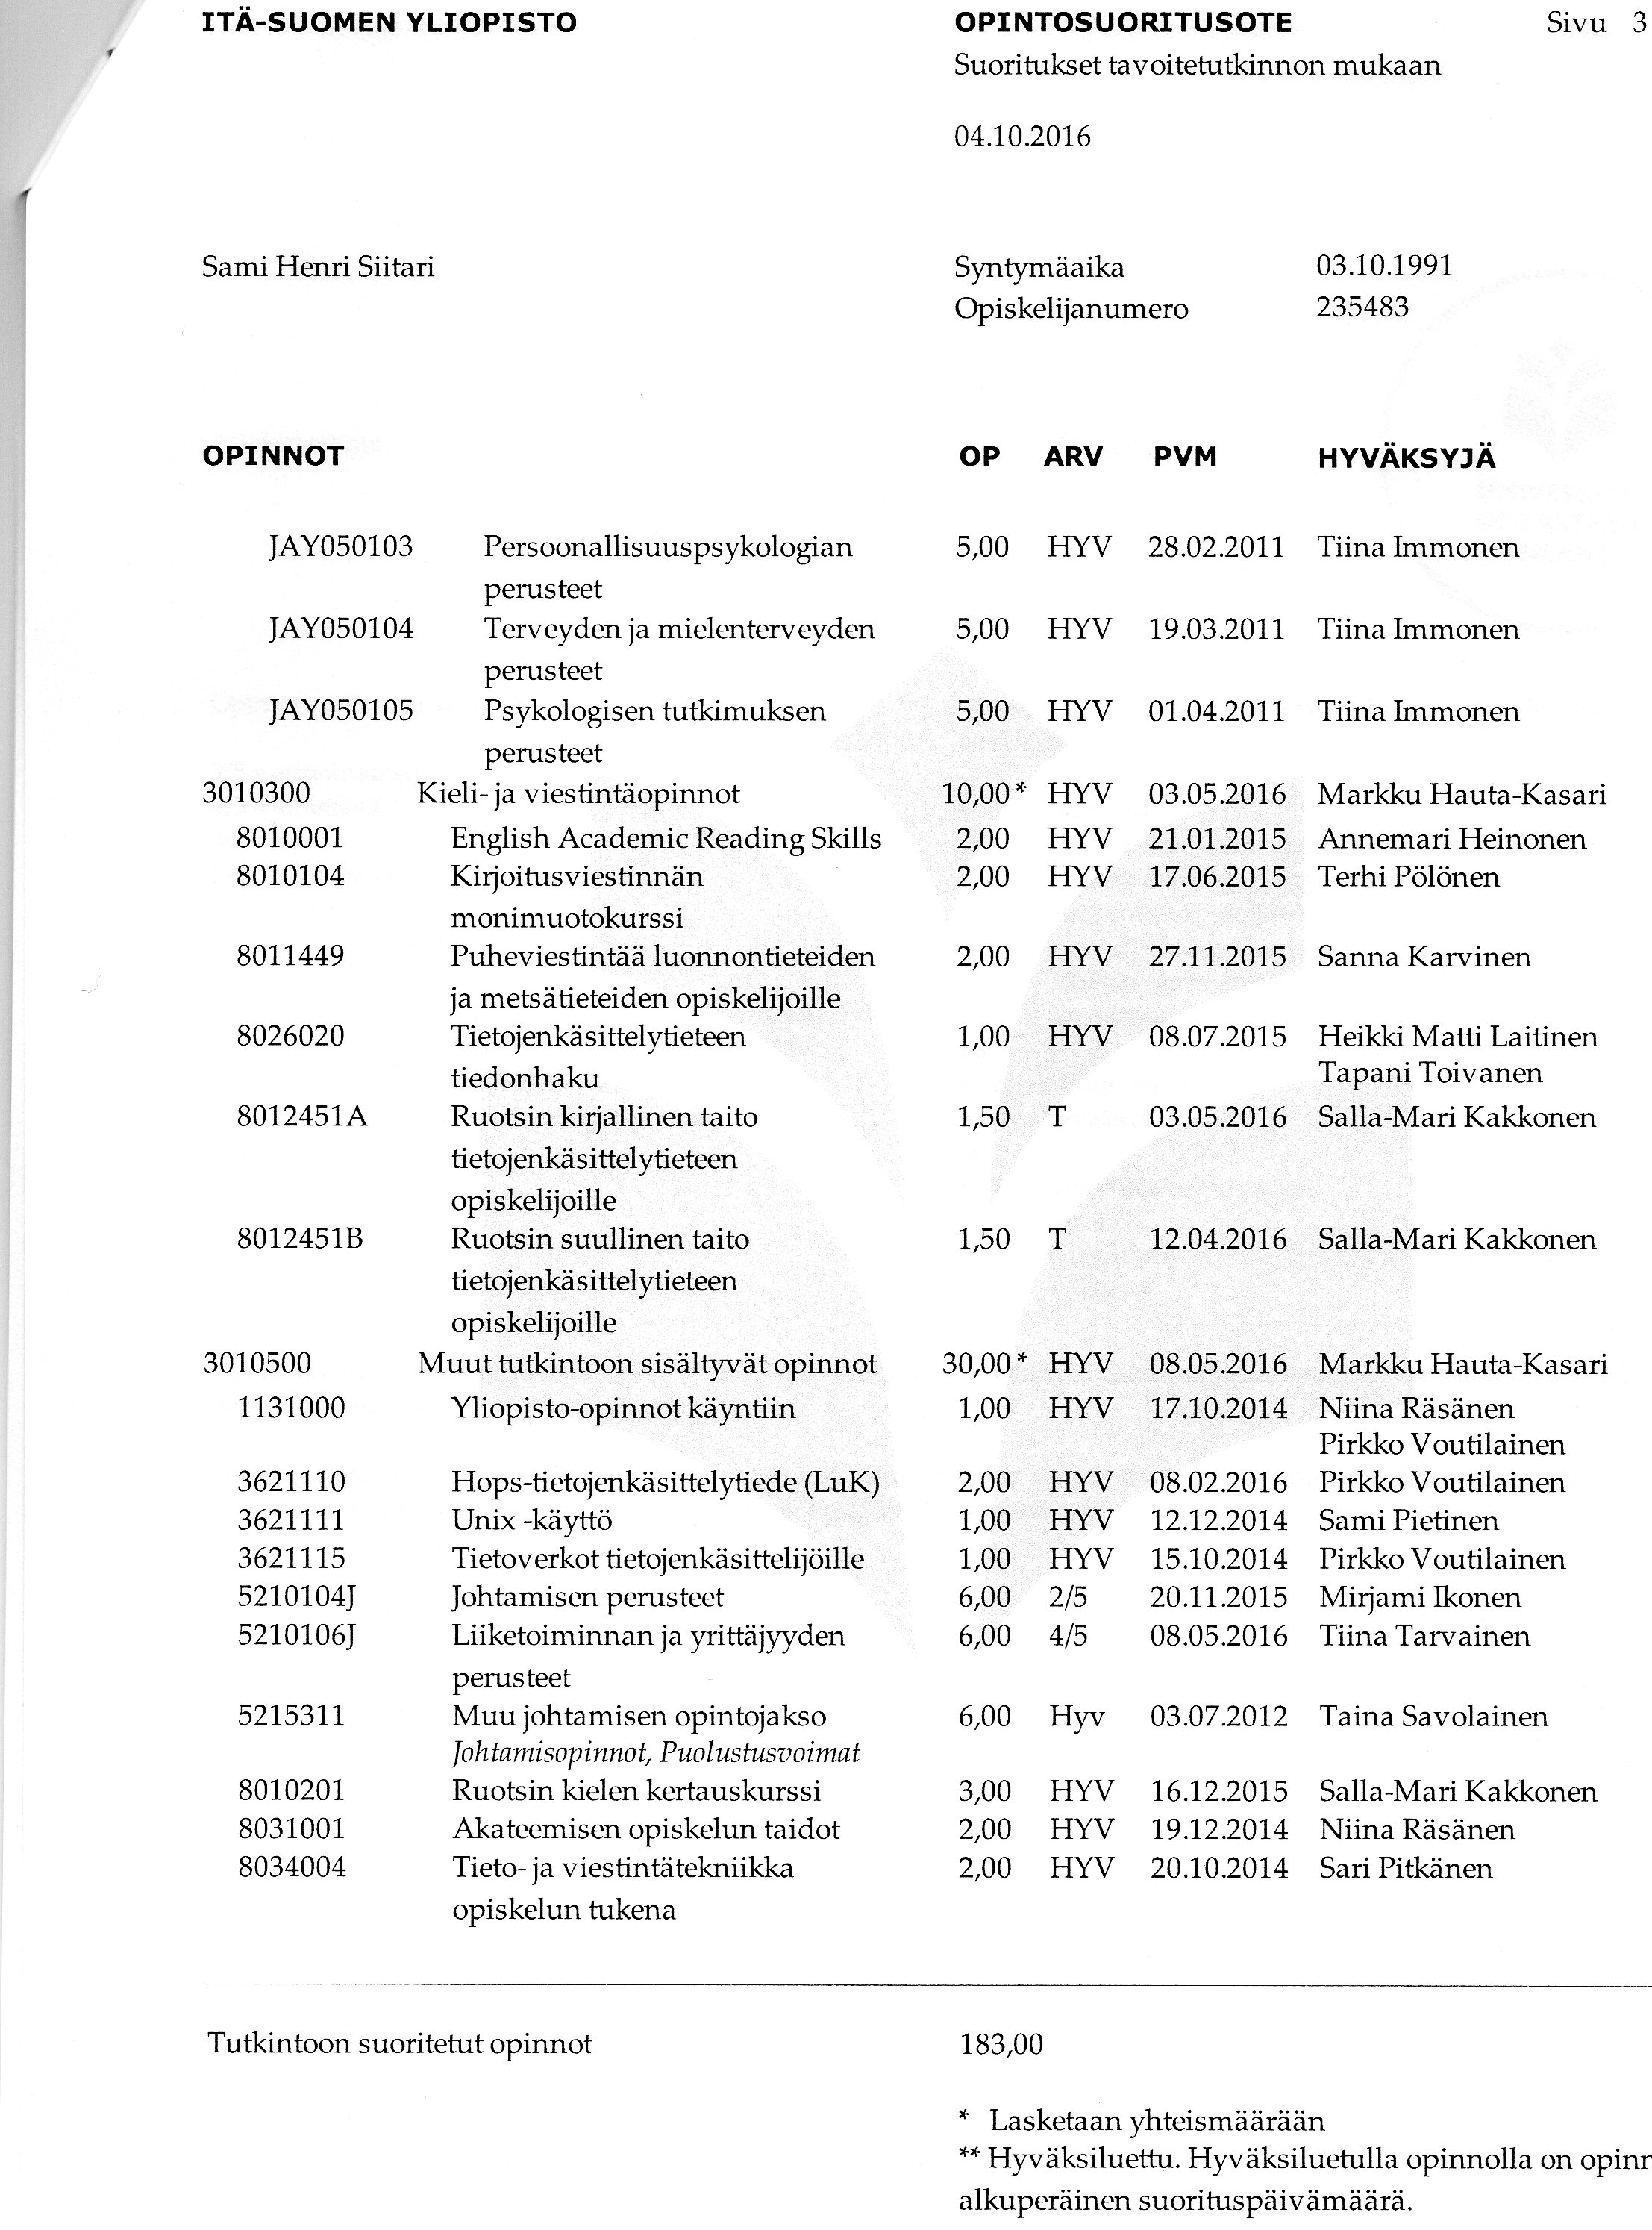 ITÄ-SUOMEN YLIOPISTO OPINTOSUORITUSOTE Sivu 3
Suoritukset tavoitetutkinnon mukaan
04.10.2016
Sami Henri Siitari Syntymäaika 03.10.1991
Opiskelijanumero 235483
OPINNOT OP ARV PVM HYVÄKSYJÄ
JAY050103 Persoonallisuuspsykologian 5,00 HYV 28.02.2011 Tiina Immonen
perusteet
JAY050104 Terveyden ja mielenterveyden 5,00 HYV 19.03.2011 Tiina Immonen
perusteet
JAY050105 Psykologisen tutkimuksen 5,00 HYV 01.04.2011 Tiina Immonen
perusteet
3010300 Kieli- ja viestintäopinnot 10,00 * HYV 03.05.2016 Markku Hauta-Kasari
8010001 English Academic Reading Skills 2,00 HYV 21.01.2015 Annemari Heinonen
8010104 Kirjoitusviestinnän 2,00 HYV 17.06.2015 Terhi Pölönen
monimuotokurssi
8011449 Puheviestintää luonnontieteiden 2,00 HYV 27.11.2015 Sanna Karvinen
ja metsätieteiden opiskelijoille
8026020 Tietojenkäsittelytieteen 1,00 HYV 08.07.2015 Heikki Matti Laitinen
tiedonhaku Tapani Toivanen
8012451A Ruotsin kirjallinen taito 1,50 T 03.05.2016 Salla-Mari Kakkonen
tietojenkäsittelytieteen
opiskelijoille
8012451B Ruotsin suullinen taito 1,50 T 12.04.2016 Salla-Mari Kakkonen
tietojenkäsittelytieteen
opiskelijoille
3010500 Muut tutkintoon sisältyvät opinnot 30,00 * HYV 08.05.2016 Markku Hauta-Kasari
1131000 Yliopisto-opinnot käyntiin 1,00 HYV 17.10.2014 Niina Räsänen
Pirkko Voutilainen
3621110 Hops-tietojenkäsittelytiede (LuK) 2,00 HYV 08.02.2016 Pirkko Voutilainen
3621111 Unix -käyttö 1,00 HYV 12.12.2014 Sami Pietinen
3621115 Tietoverkot tietojenkäsittelijöille 1,00 HYV 15.10.2014 Pirkko Voutilainen
5210104J Johtamisen perusteet 6,00 2/5 20.11.2015 Mirjami Ikonen
5210106J Liiketoiminnan ja yrittäjyyden 6,00 4/5 08.05.2016 Tiina Tarvainen
perusteet
5215311 Muu johtamisen opintojakso 6,00 Hyv 03.07.2012 Taina Savolainen
Johtamisopinnot, Puolustusvoimat
8010201 Ruotsin kielen kertauskurssi 3,00 HYV 16.12.2015 Salla-Mari Kakkonen
8031001 Akateemisen opiskelun taidot 2,00 HYV 19.12.2014 Niina Räsänen
8034004 Tieto- ja viestintätekniikka 2,00 HYV 20.10.2014 Sari Pitkänen
opiskelun tukena
Tutkintoon suoritetut opinnot 183,00
* Lasketaan yhteismäärään
** Hyväksiluettu. Hyväksiluetulla opinnolla on opinn
alkuperäinen suorituspäivämäärä.